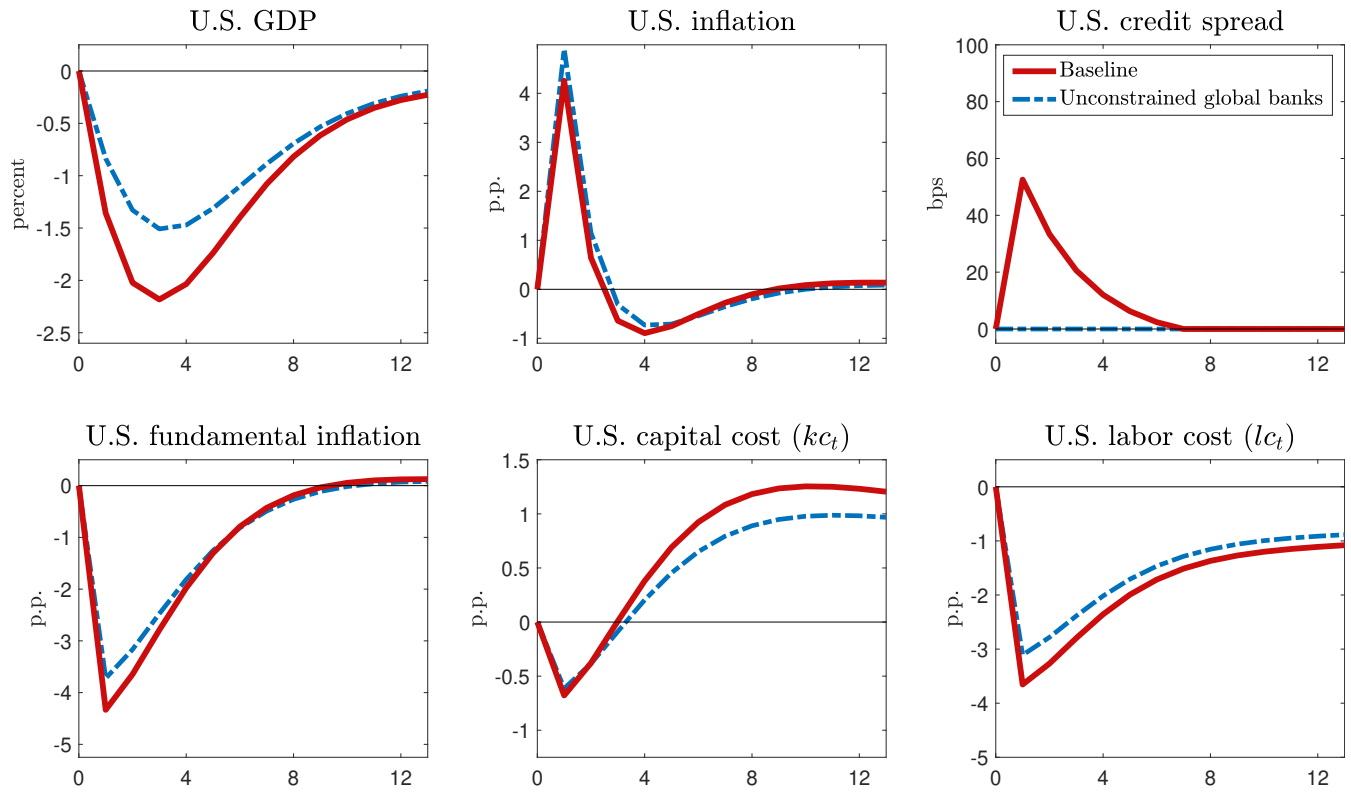 U.S. GDP
percent
0
-0.5
-1
-1.5
-2
-2.5
0 4 8 12
U.S. inflation
p.p.
4
3
2
1
0
-1
0 4 8 12
U.S. credit spread
bps
100
80
60
40
20
0
0 4 8 12
Baseline
Unconstrained global banks
U.S. fundamental inflation
p.p.
0
-1
-2
-3
-4
-5
0 4 8 12
U.S. capital cost (kc_t)
p.p.
1.5
1
0.5
0
-0.5
-1
0 4 8 12
U.S. labor cost (lc_t)
p.p.
0
-1
-2
-3
-4
-5
0 4 8 12